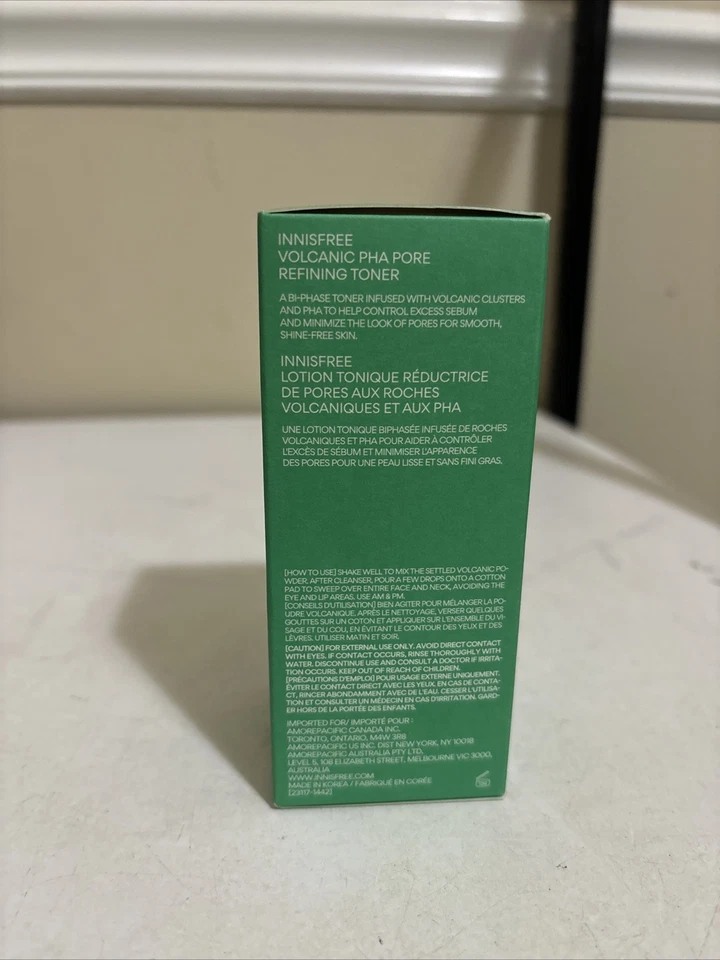 INNISFREE
VOLCANIC PHA PORE
REFINING TONER
A BI-PHASE TONER INFUSED WITH VOLCANIC CLUSTERS
AND PHA TO HELP CONTROL EXCESS SEBUM
AND MINIMIZE THE LOOK OF PORES FOR SMOOTH,
SHINE-FREE SKIN.
INNISFREE
LOTION TONIQUE RÉDUCTRICE
DE PORES AUX ROCHES
VOLCANIQUES ET AUX PHA
UNE LOTION TONIQUE BIPHASÉE INFUSÉE DE ROCHES
VOLCANIQUES ET PHA POUR AIDER À CONTRÔLER
L'EXCÈS DE SÉBUM ET MINIMISER L'APPARENCE
DES PORES POUR UNE PEAU LISSE ET SANS FINI GRAS.
[HOW TO USE] SHAKE WELL TO MIX THE SETTLED VOLCANIC PO-
WDER. AFTER CLEANSER, POUR A FEW DROPS ONTO A COTTON
PAD TO SWEEP OVER ENTIRE FACE AND NECK, AVOIDING THE
EYE AND LIP AREAS. USE AM & PM.
[CONSEILS D'UTILISATION] BIEN AGITER POUR MÉLANGER LA PO-
UDRE VOLCANIQUE. APRÈS LE NETTOYAGE, VERSER QUELQUES
GOUTTES SUR UN COTON ET APPLIQUER SUR L'ENSEMBLE DU VI-
SAGE ET DU COU, EN ÉVITANT LE CONTOUR DES YEUX ET DES
LÈVRES. UTILISER MATIN ET SOIR.
[CAUTION] FOR EXTERNAL USE ONLY. AVOID DIRECT CONTACT
WITH EYES. IF CONTACT OCCURS, RINSE THOROUGHLY WITH
WATER. DISCONTINUE USE AND CONSULT A DOCTOR IF IRRITA-
TION OCCURS. KEEP OUT OF REACH OF CHILDREN.
[PRÉCAUTIONS D'EMPLOI] POUR USAGE EXTERNE UNIQUEMENT.
ÉVITER LE CONTACT DIRECT AVEC LES YEUX. EN CAS DE CONTA-
CT, RINCER ABONDAMMENT AVEC DE L'EAU. CESSER L'UTILISA-
TION ET CONSULTER UN MÉDECIN EN CAS D'IRRITATION. GARD-
ER HORS DE LA PORTÉE DES ENFANTS.
IMPORTED FOR/ IMPORTÉ POUR :
AMOREPACIFIC CANADA INC.
TORONTO, ONTARIO, M4W 3R8
AMOREPACIFIC US INC. DIST NEW YORK, NY 10018
AMOREPACIFIC AUSTRALIA PTY LTD.
LEVEL 5, 108 ELIZABETH STREET, MELBOURNE VIC 3000,
AUSTRALIA
WWW.INNISFREE.COM
MADE IN KOREA / FABRIQUÉ EN CORÉE
[23117-1442]